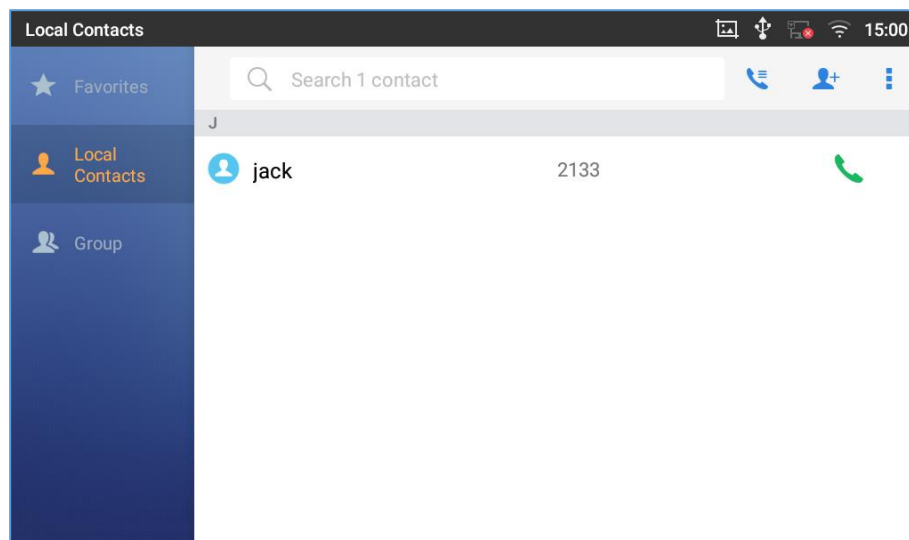 Local Contacts
15:00
Favorites
Local
Contacts
Group
Search 1 contact
J
jack
2133